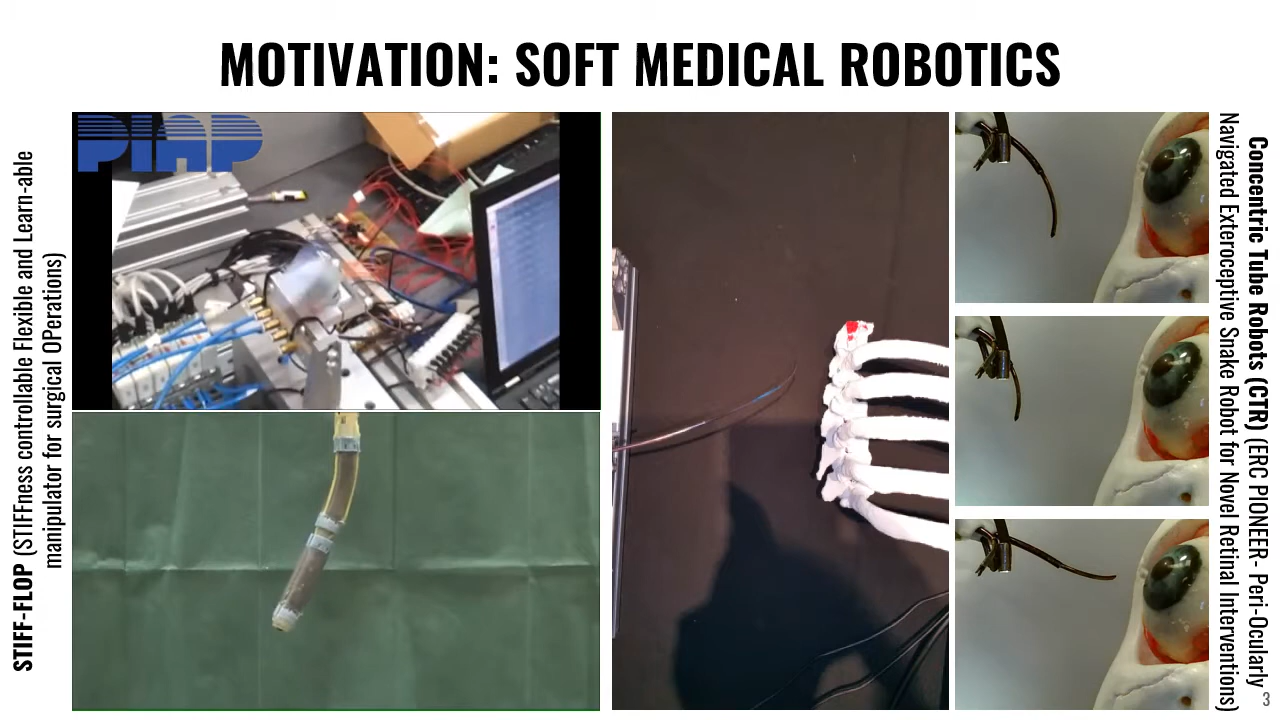 MOTIVATION: SOFT MEDICAL ROBOTICS
STIFF-FLOP (STIFFness controllable Flexible and Learn-able
manipulator for surgical OPerations)
PIAP
Concentric Tube Robots (CTR) (ERC PIONEER- Peri-Ocularly
Navigated Exteroceptive Snake Robot for Novel Retinal Interventions)
3